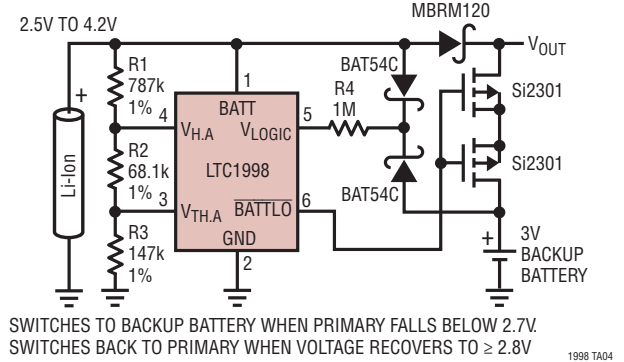 MBRM120
2.5V TO 4.2V
VOUT
R1
787k
1%
+
1
BATT
BAT54C
R4
1M
Si2301
4
VH.A
VLOGIC
5
Li-Ion
R2
68.1k
1%
LTC1998
Si2301
3
VTH.A
BATTLO
6
BAT54C
R3
147k
1%
GND
2
+
3V
BACKUP
BATTERY
SWITCHES TO BACKUP BATTERY WHEN PRIMARY FALLS BELOW 2.7V.
SWITCHES BACK TO PRIMARY WHEN VOLTAGE RECOVERS TO ≥ 2.8V
1998 TA04